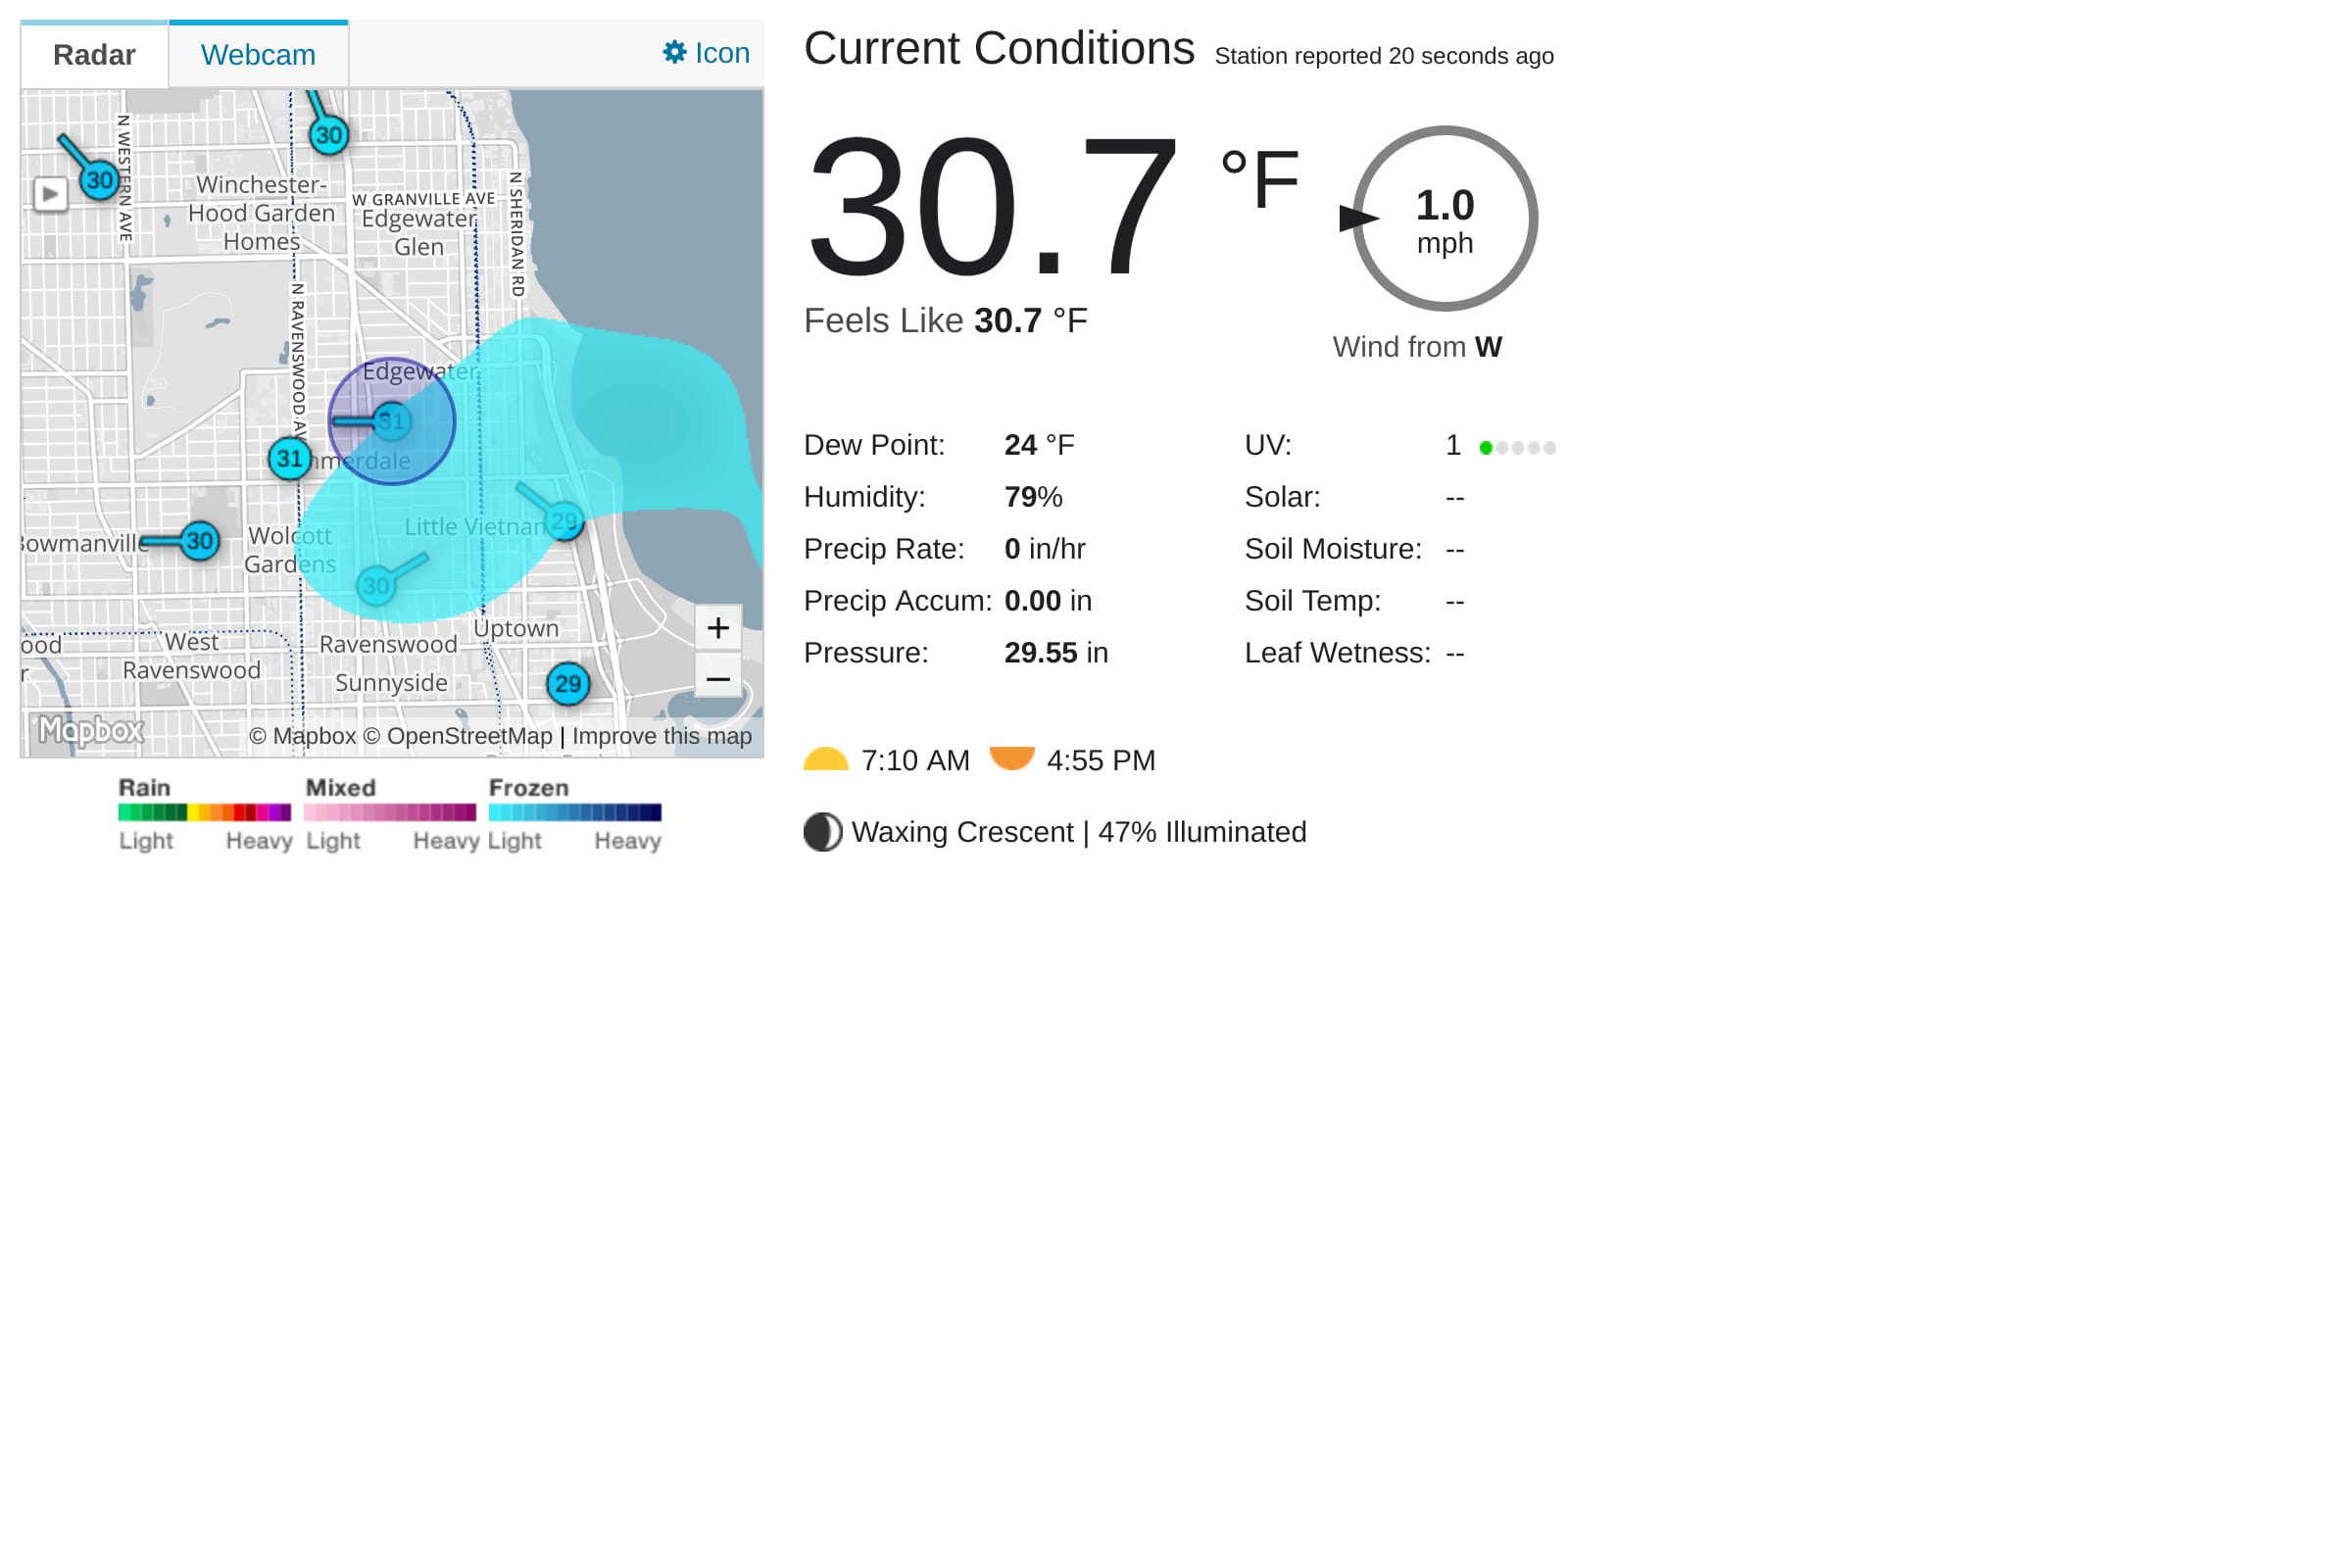 Radar
Webcam
Icon
30
30
N WESTERN AVE
Winchester-
Hood Garden
Homes
W GRANVILLE AVE
Edgewater
Glen
N SHERIDAN RD
N RAVENSWOOD AV
Edgewater
31
31
mmerdale
30
Bowmanville
Wolcott
Gardens
Little Vietnam
29
30
Uptown
ood
r
West
Ravenswood
Ravenswood
Sunnyside
29
+
−
Mapbox
© Mapbox © OpenStreetMap | Improve this map
Rain
Light Heavy
Mixed
Light Heavy
Frozen
Light Heavy
Current Conditions Station reported 20 seconds ago
30.7 °F
Feels Like 30.7 °F
1.0
mph
Wind from W
Dew Point: 24 °F
Humidity: 79%
Precip Rate: 0 in/hr
Precip Accum: 0.00 in
Pressure: 29.55 in
UV: 1
Solar: --
Soil Moisture: --
Soil Temp: --
Leaf Wetness: --
7:10 AM 4:55 PM
Waxing Crescent | 47% Illuminated